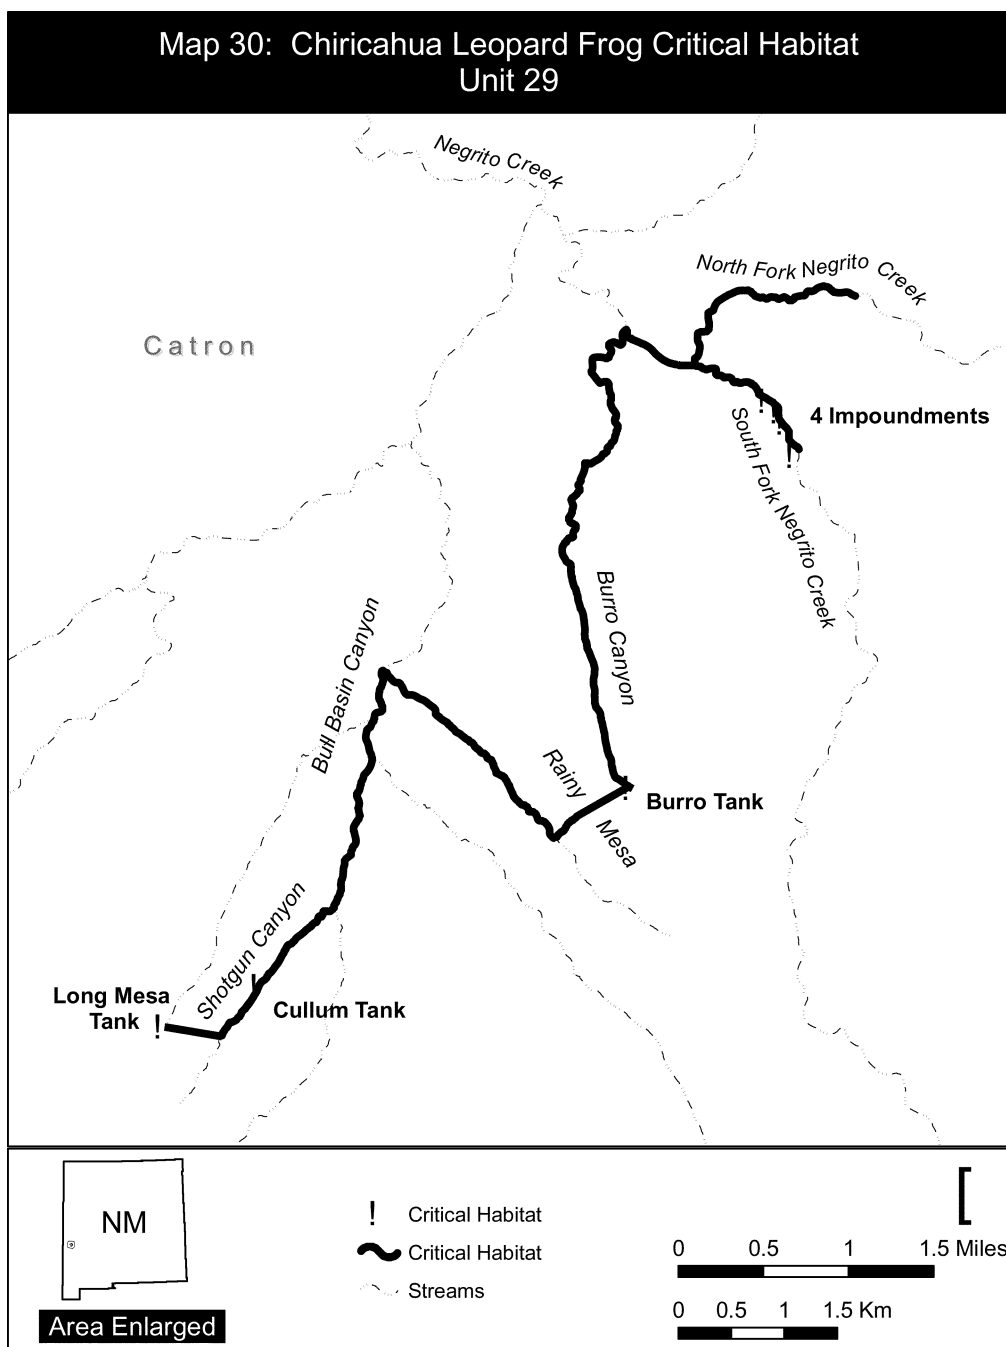 Map 30:  Chiricahua Leopard Frog Critical Habitat
Unit 29
Negrito Creek
North Fork Negrito Creek
Catron
4 Impoundments
South Fork Negrito Creek
Burro Canyon
Bull Basin Canyon
Rainy
Mesa
Burro Tank
Shotgun Canyon
Long Mesa
Tank !
Cullum Tank
NM
Area Enlarged
! Critical Habitat
Critical Habitat
Streams
[
0 0.5 1 1.5 Miles
0 0.5 1 1.5 Km